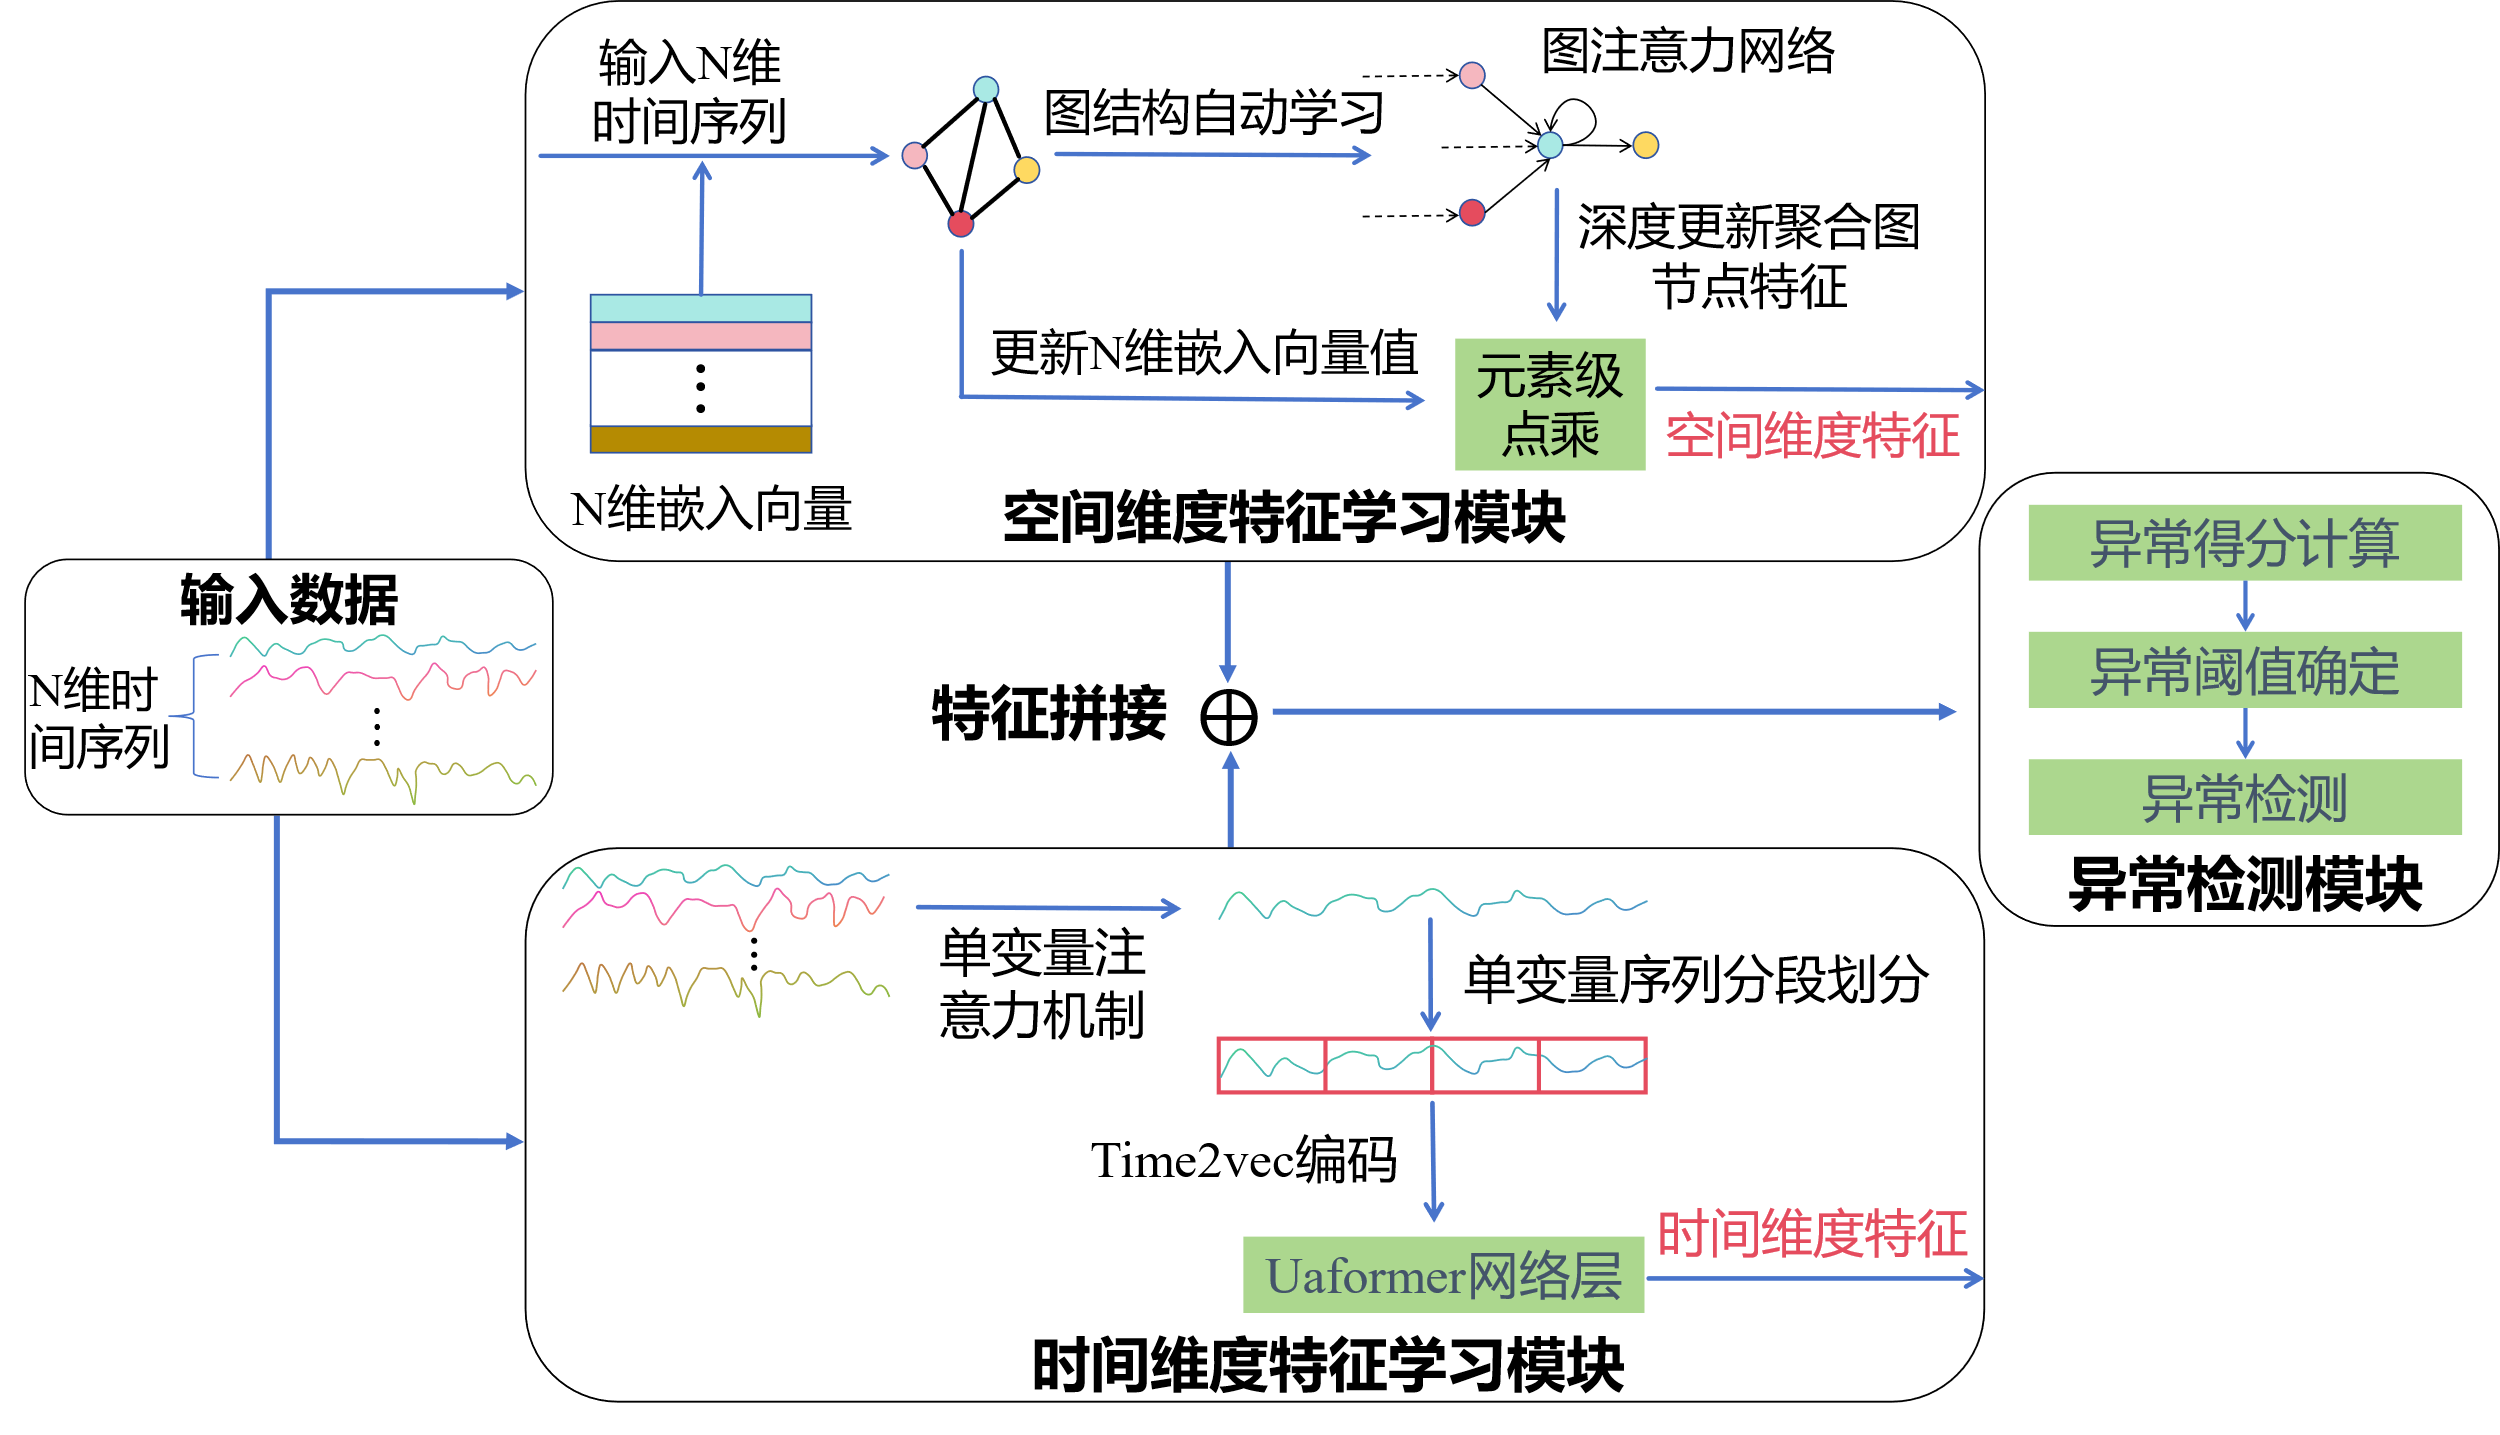 输入数据
N维时
间序列
输入N维
时间序列
图结构自动学习
图注意力网络
深度更新聚合图
节点特征
更新N维嵌入向量值
元素级
点乘
空间维度特征
N维嵌入向量
空间维度特征学习模块
特征拼接
单变量注
意力机制
单变量序列分段划分
Time2vec编码
Uaformer网络层
时间维度特征
时间维度特征学习模块
异常得分计算
异常阈值确定
异常检测
异常检测模块